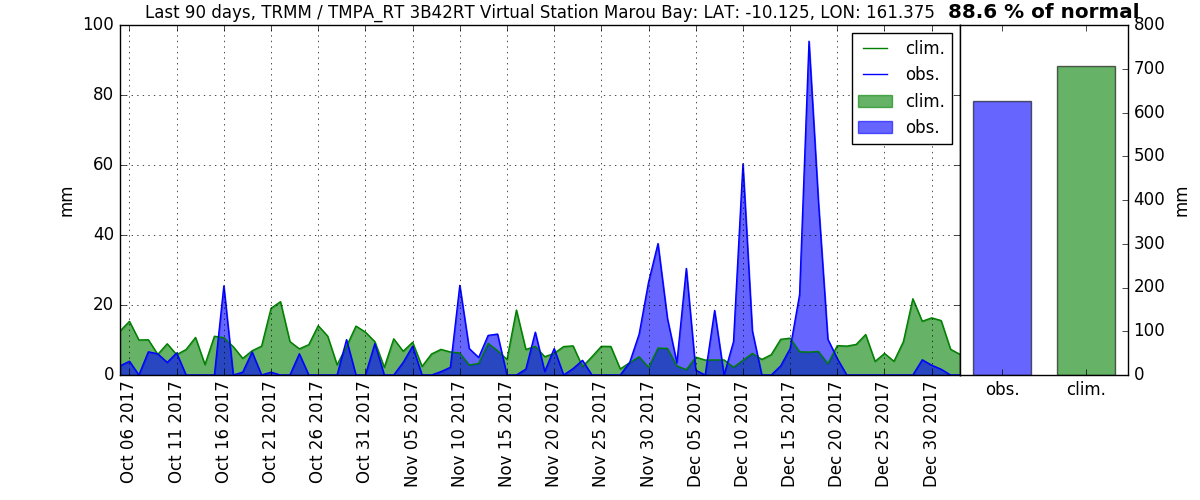 Last 90 days, TRMM / TMPA_RT 3B42RT Virtual Station Marou Bay: LAT: -10.125, LON: 161.375
88.6 % of normal
100
80
60
40
20
0
mm
clim.
obs.
clim.
obs.
Oct 06 2017
Oct 11 2017
Oct 16 2017
Oct 21 2017
Oct 26 2017
Oct 31 2017
Nov 05 2017
Nov 10 2017
Nov 15 2017
Nov 20 2017
Nov 25 2017
Nov 30 2017
Dec 05 2017
Dec 10 2017
Dec 15 2017
Dec 20 2017
Dec 25 2017
Dec 30 2017
800
700
600
500
400
300
200
100
0
mm
obs.
clim.